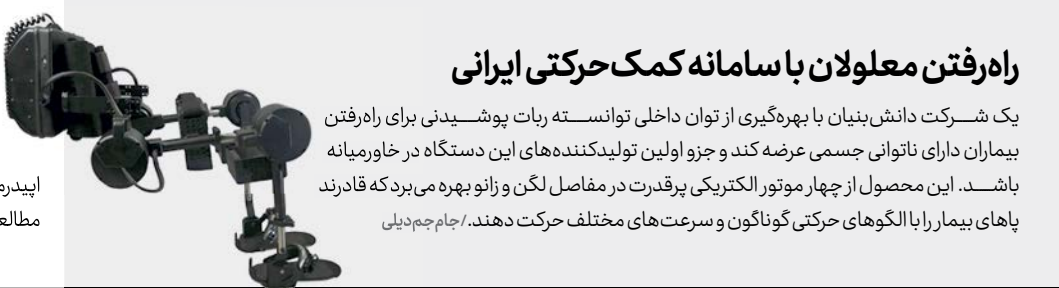 راه‌رفتن معلولان با سامانه کمک‌حرکتی ایرانی
یک شرکت دانش‌بنیان با بهره‌گیری از توان داخلی توانسته ربات پوشیدنی برای راه‌رفتن
بیماران دارای ناتوانی جسمی عرضه کند و جزو اولین تولیدکننده‌های این دستگاه در خاورمیانه
باشد. این محصول از چهار موتور الکتریکی پرقدرت در مفاصل لگن و زانو بهره می‌برد که قادرند
پاهای بیمار را با الگوهای حرکتی گوناگون و سرعت‌های مختلف حرکت دهند./جام‌جم‌دیلی